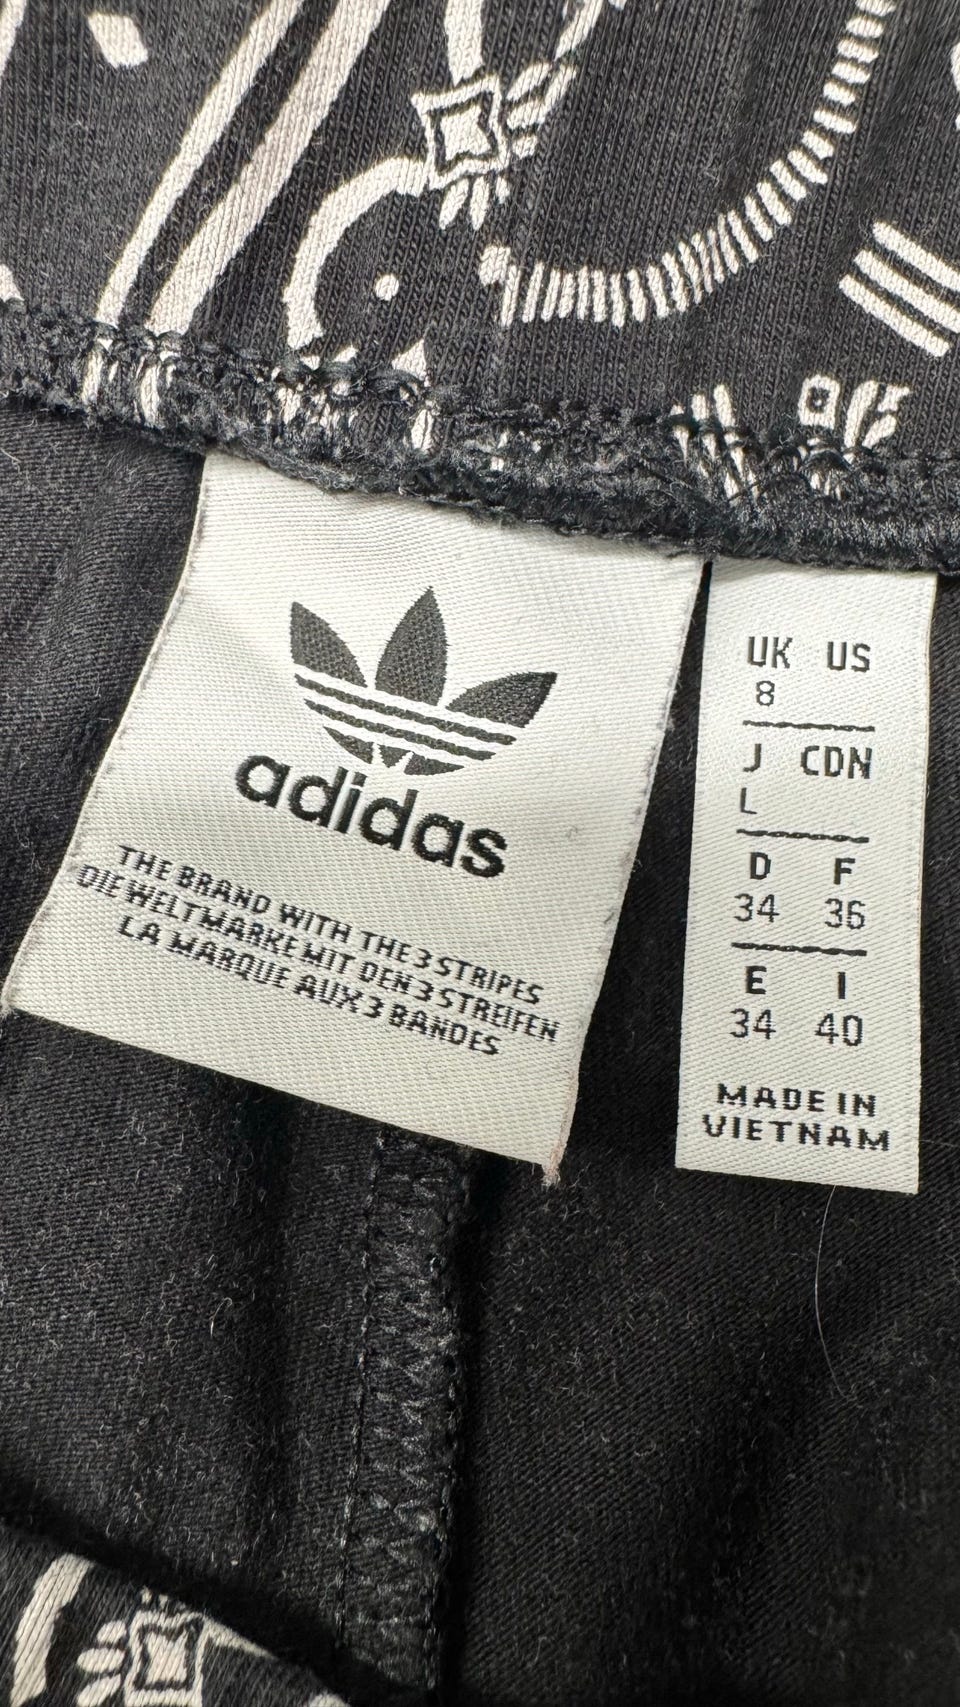 adidas
THE BRAND WITH THE 3 STRIPES
DIE WELTMARKE MIT DEN 3 STREIFEN
LA MARQUE AUX 3 BANDES
UK US
8
J CDN
L
D F
34 36
E I
34 40
MADE IN
VIETNAM